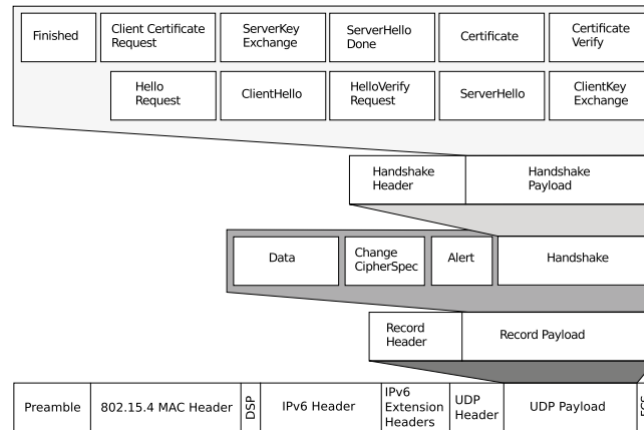 Finished
Client Certificate
Request
ServerKey
Exchange
ServerHello
Done
Certificate
Certificate
Verify
Hello
Request
ClientHello
HelloVerify
Request
ServerHello
ClientKey
Exchange
Handshake
Header
Handshake
Payload
Data
Change
CipherSpec
Alert
Handshake
Record
Header
Record Payload
Preamble
802.15.4 MAC Header
DSP
IPv6 Header
IPv6
Extension
Headers
UDP
Header
UDP Payload